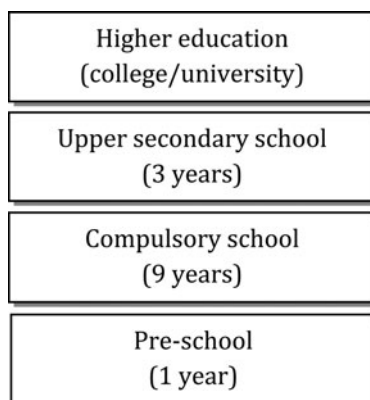 Higher education
(college/university)
Upper secondary school
(3 years)
Compulsory school
(9 years)
Pre-school
(1 year)